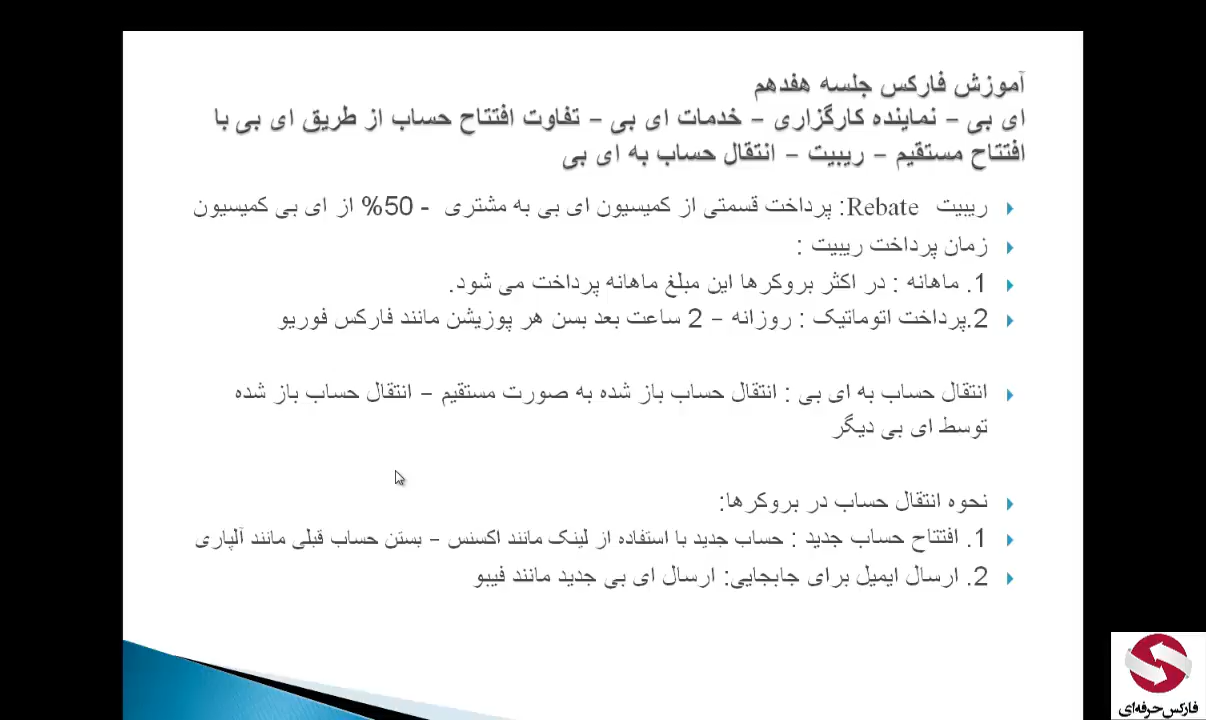 آموزش فارکس جلسه هفدهم
ای بی – نماینده کارگزاری – خدمات ای بی – تفاوت افتتاح حساب از طریق ای بی با
افتتاح مستقیم – ریبیت – انتقال حساب به ای بی
ریبیت Rebate: پرداخت قسمتی از کمیسیون ای بی به مشتری - 50% از ای بی کمیسیون
زمان پرداخت ریبیت :
1. ماهانه : در اکثر بروکرها این مبلغ ماهانه پرداخت می شود.
2.پرداخت اتوماتیک : روزانه – 2 ساعت بعد بسن هر پوزیشن مانند فارکس فوریو
انتقال حساب به ای بی : انتقال حساب باز شده به صورت مستقیم – انتقال حساب باز شده
توسط ای بی دیگر
نحوه انتقال حساب در بروکرها:
1. افتتاح حساب جدید : حساب جدید با استفاده از لینک مانند اکسنس – بستن حساب قبلی مانند آلپاری
2. ارسال ایمیل برای جابجایی: ارسال ای بی جدید مانند فیبو
فارکس حرفه‌ای